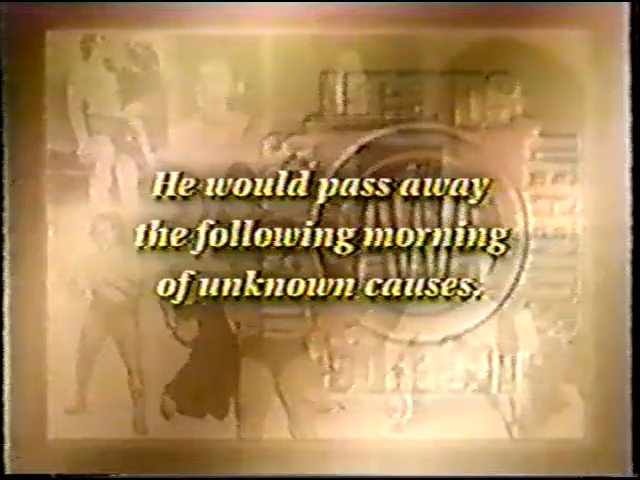 He would pass away
the following morning
of unknown causes.